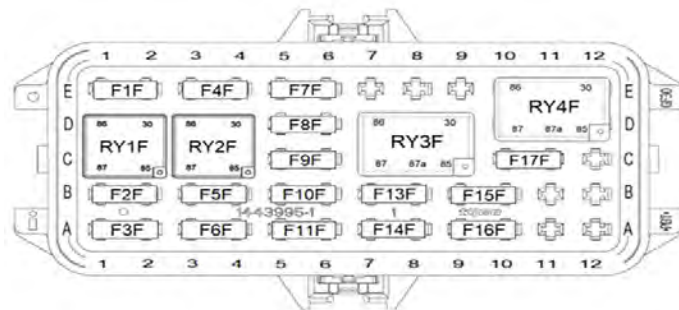 1 2 3 4 5 6 7 8 9 10 11 12
E F1F F4F F7F 86 30 E
RY4F
D 86 30 86 30 F8F 86 30 87 87a D
RY1F RY2F RY3F
C 87 85 87 85 F9F 87 87a 85 F17F C
B F2F F5F F10F F13F F15F B
1443995-1 1
A F3F F6F F11F F14F F16F A
1 2 3 4 5 6 7 8 9 10 11 12